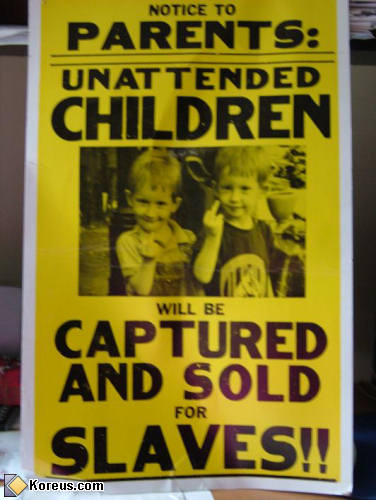 NOTICE TO
PARENTS:
UNATTENDED
CHILDREN
WILL BE
CAPTURED
AND SOLD
FOR
SLAVES!!
Koreus.com